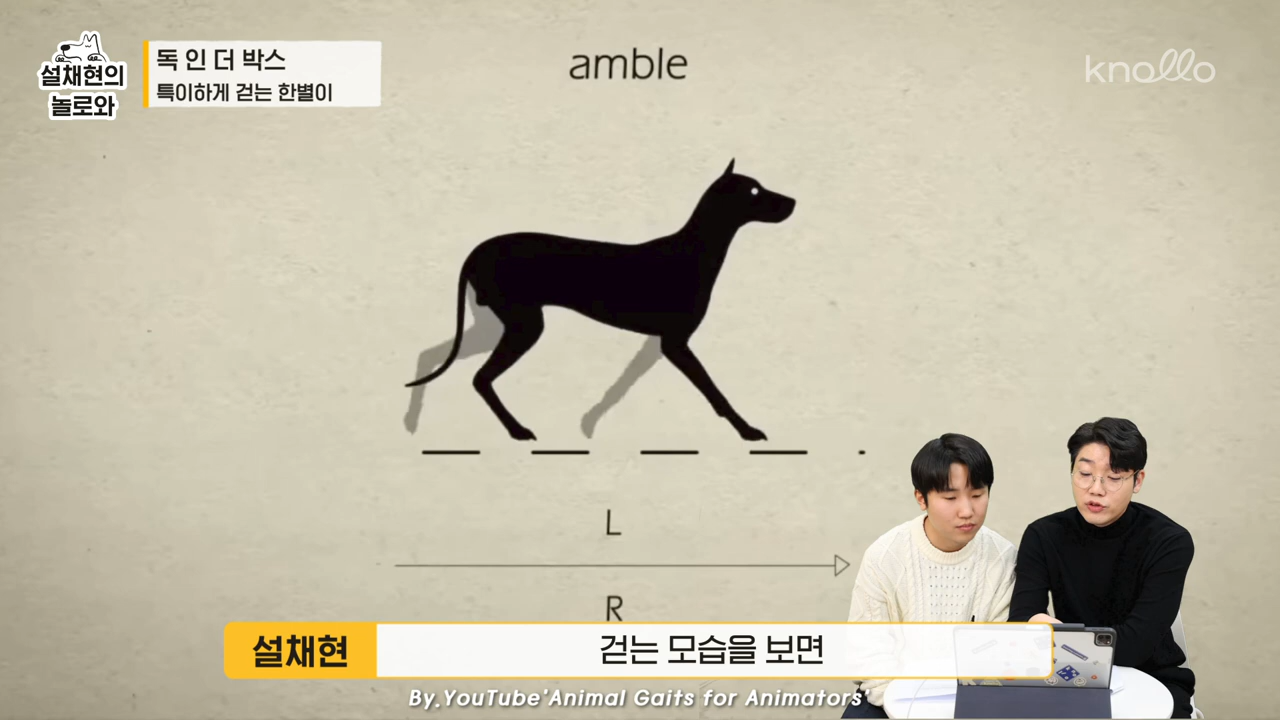 설채현의
놀로와
독 인 더 박스
특이하게 걷는 한별이
amble
knollo
L
R
설채현
걷는 모습을 보면
By.YouTube'Animal Gaits for Animators'